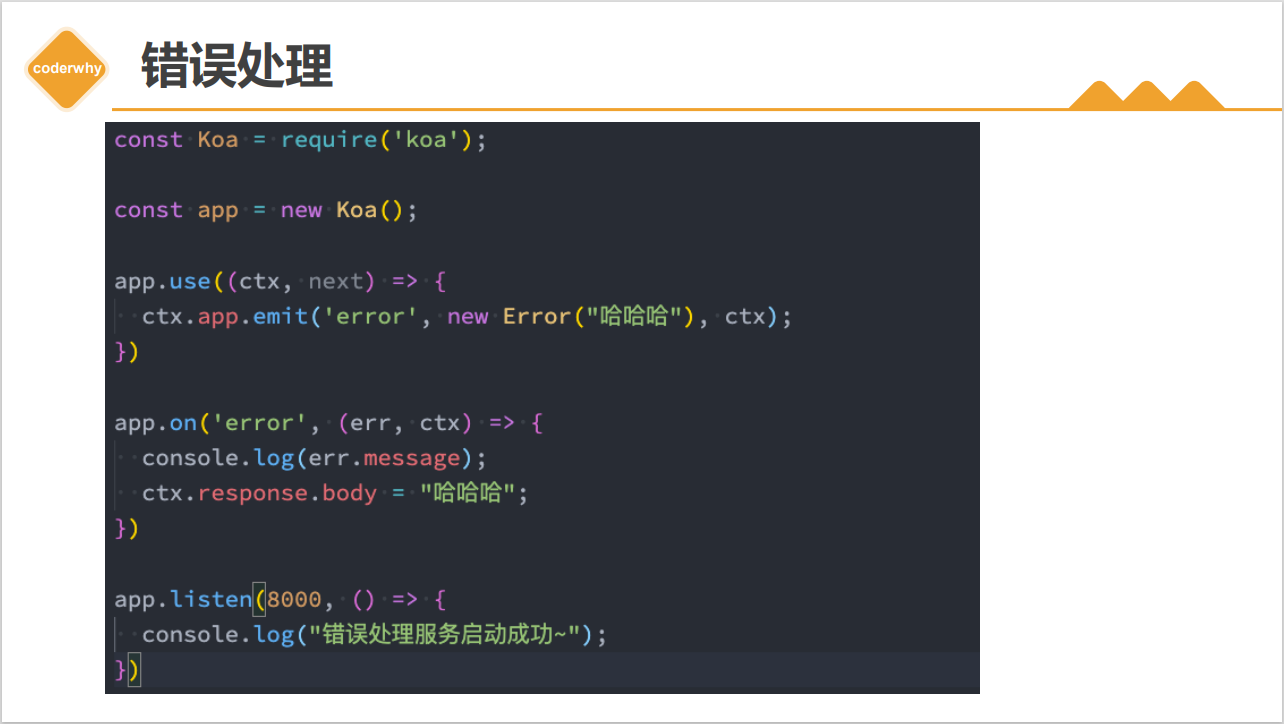 coderwhy
错误处理
const Koa = require('koa');
const app = new Koa();
app.use((ctx, next) => {
  ctx.app.emit('error', new Error("哈哈哈"), ctx);
})
app.on('error', (err, ctx) => {
  console.log(err.message);
  ctx.response.body = "哈哈哈";
})
app.listen(8000, () => {
  console.log("错误处理服务启动成功~");
})